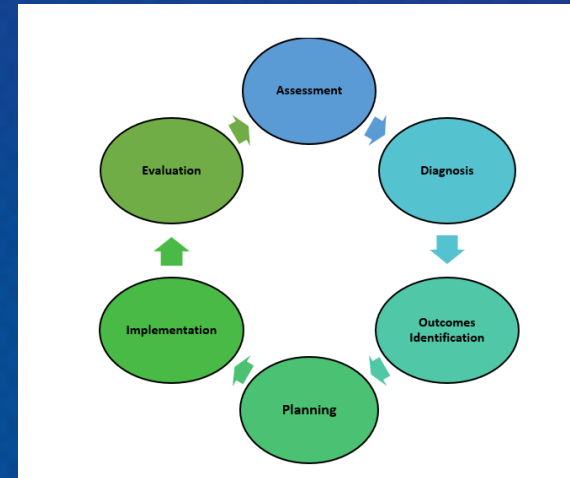 Assessment
Diagnosis
Outcomes
Identification
Planning
Implementation
Evaluation